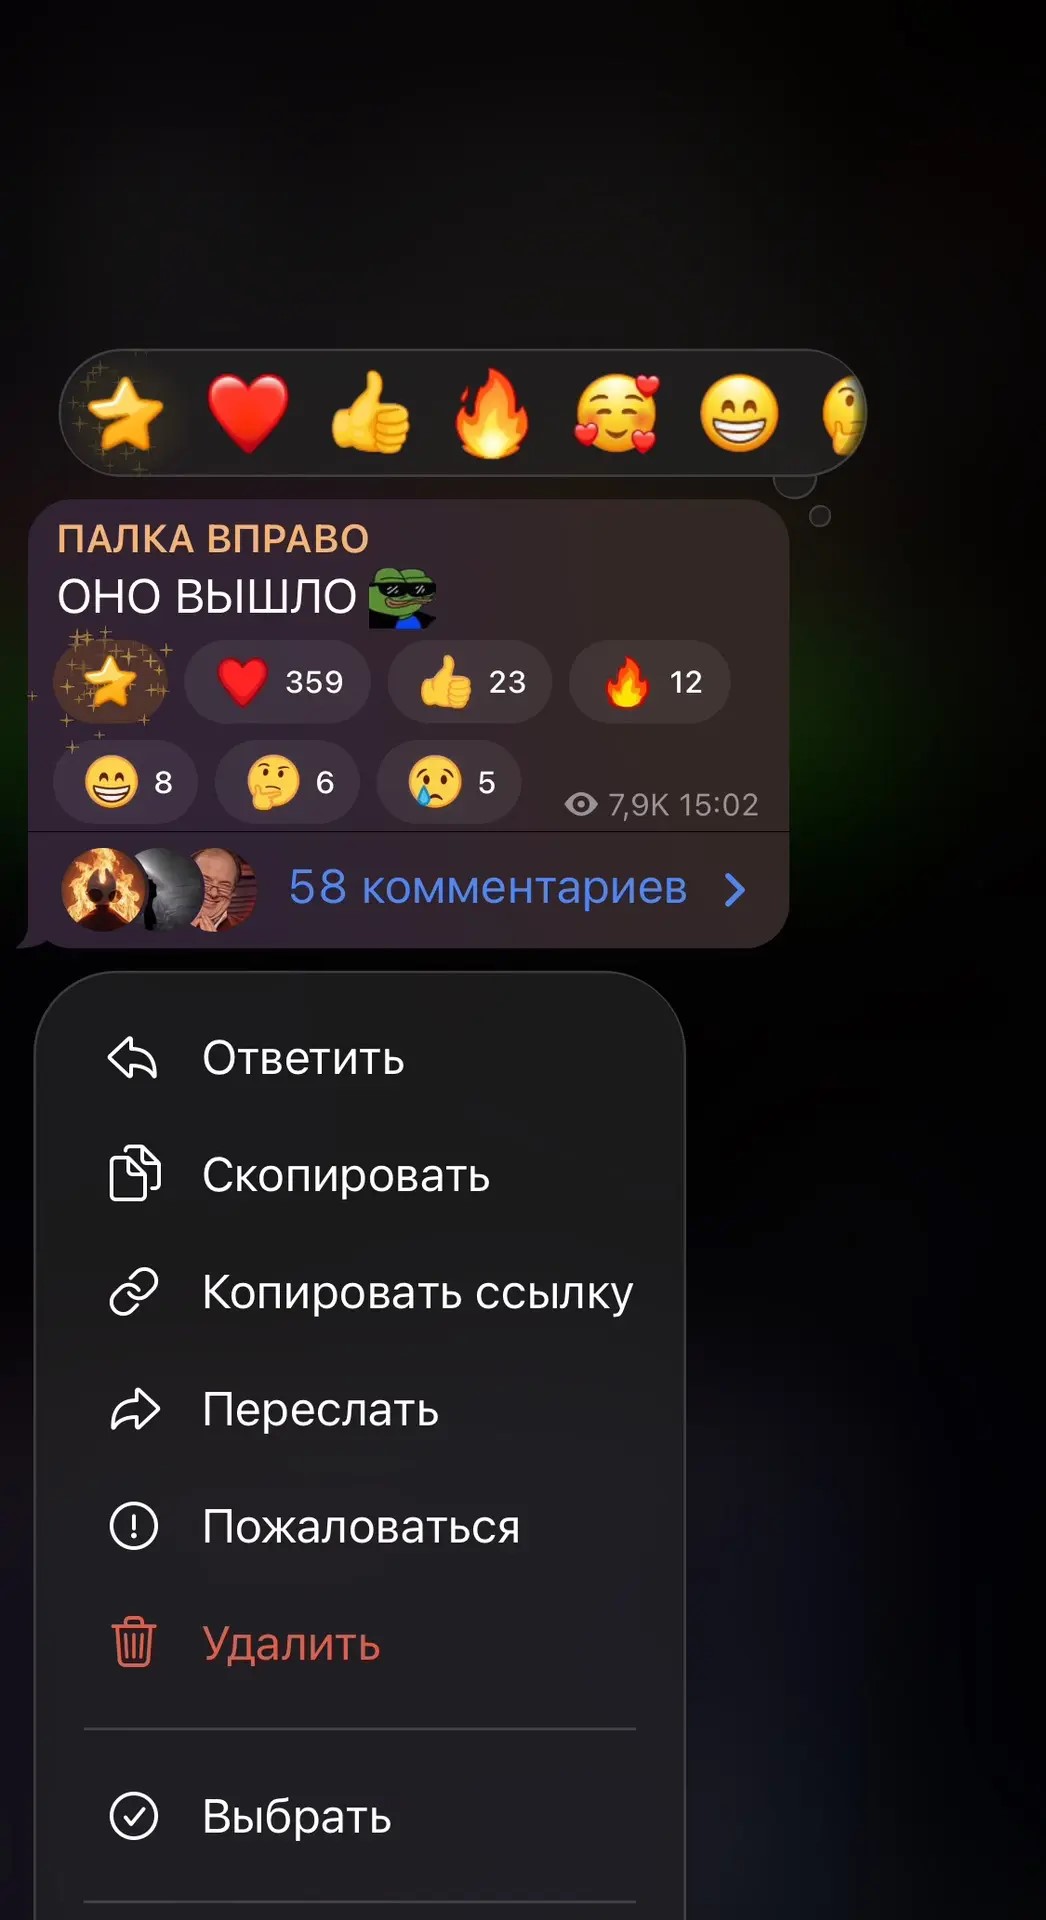 ПАЛКА ВПРАВО
ОНО ВЫШЛО
359 23 12
8 6 5 7,9K 15:02
58 комментариев
Ответить
Скопировать
Копировать ссылку
Переслать
Пожаловаться
Удалить
Выбрать